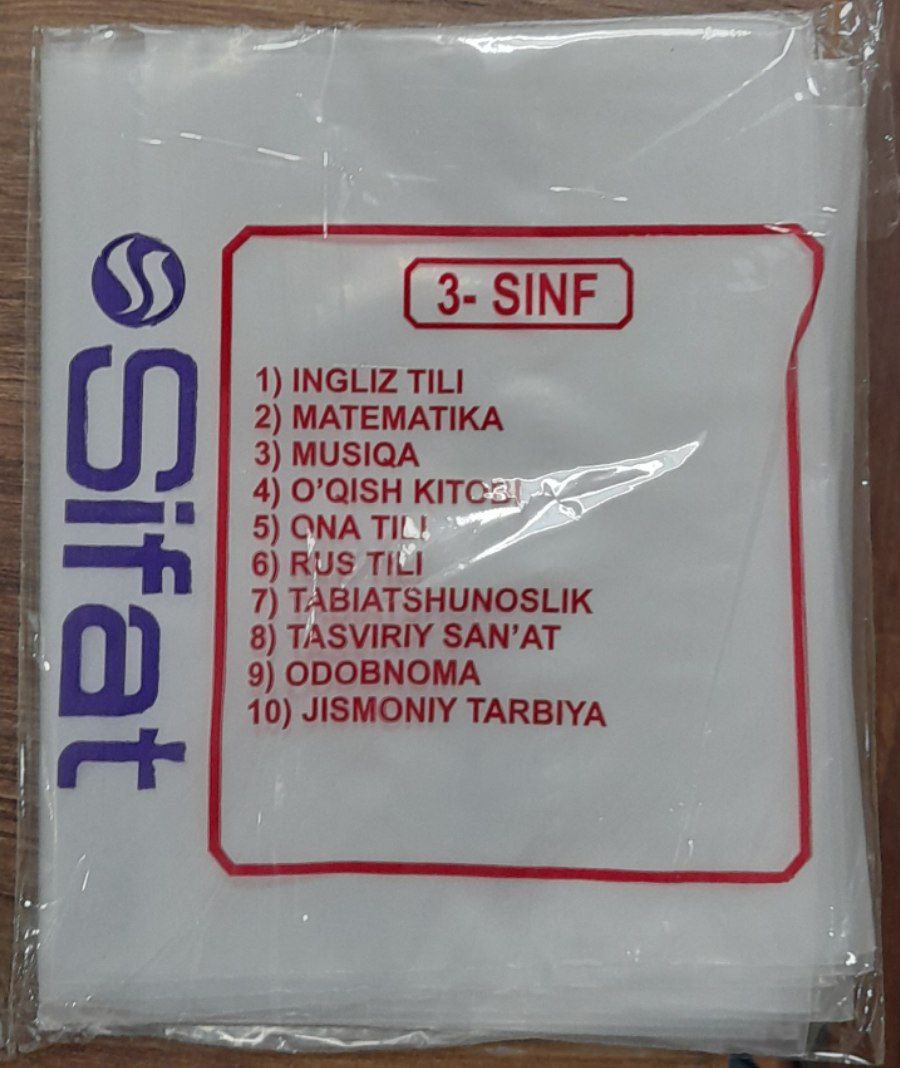 Sifat
3- SINF
1) INGLIZ TILI
2) MATEMATIKA
3) MUSIQA
4) O'QISH KITOBI
5) ONA TILI
6) RUS TILI
7) TABIATSHUNOSLIK
8) TASVIRIY SAN'AT
9) ODOBNOMA
10) JISMONIY TARBIYA